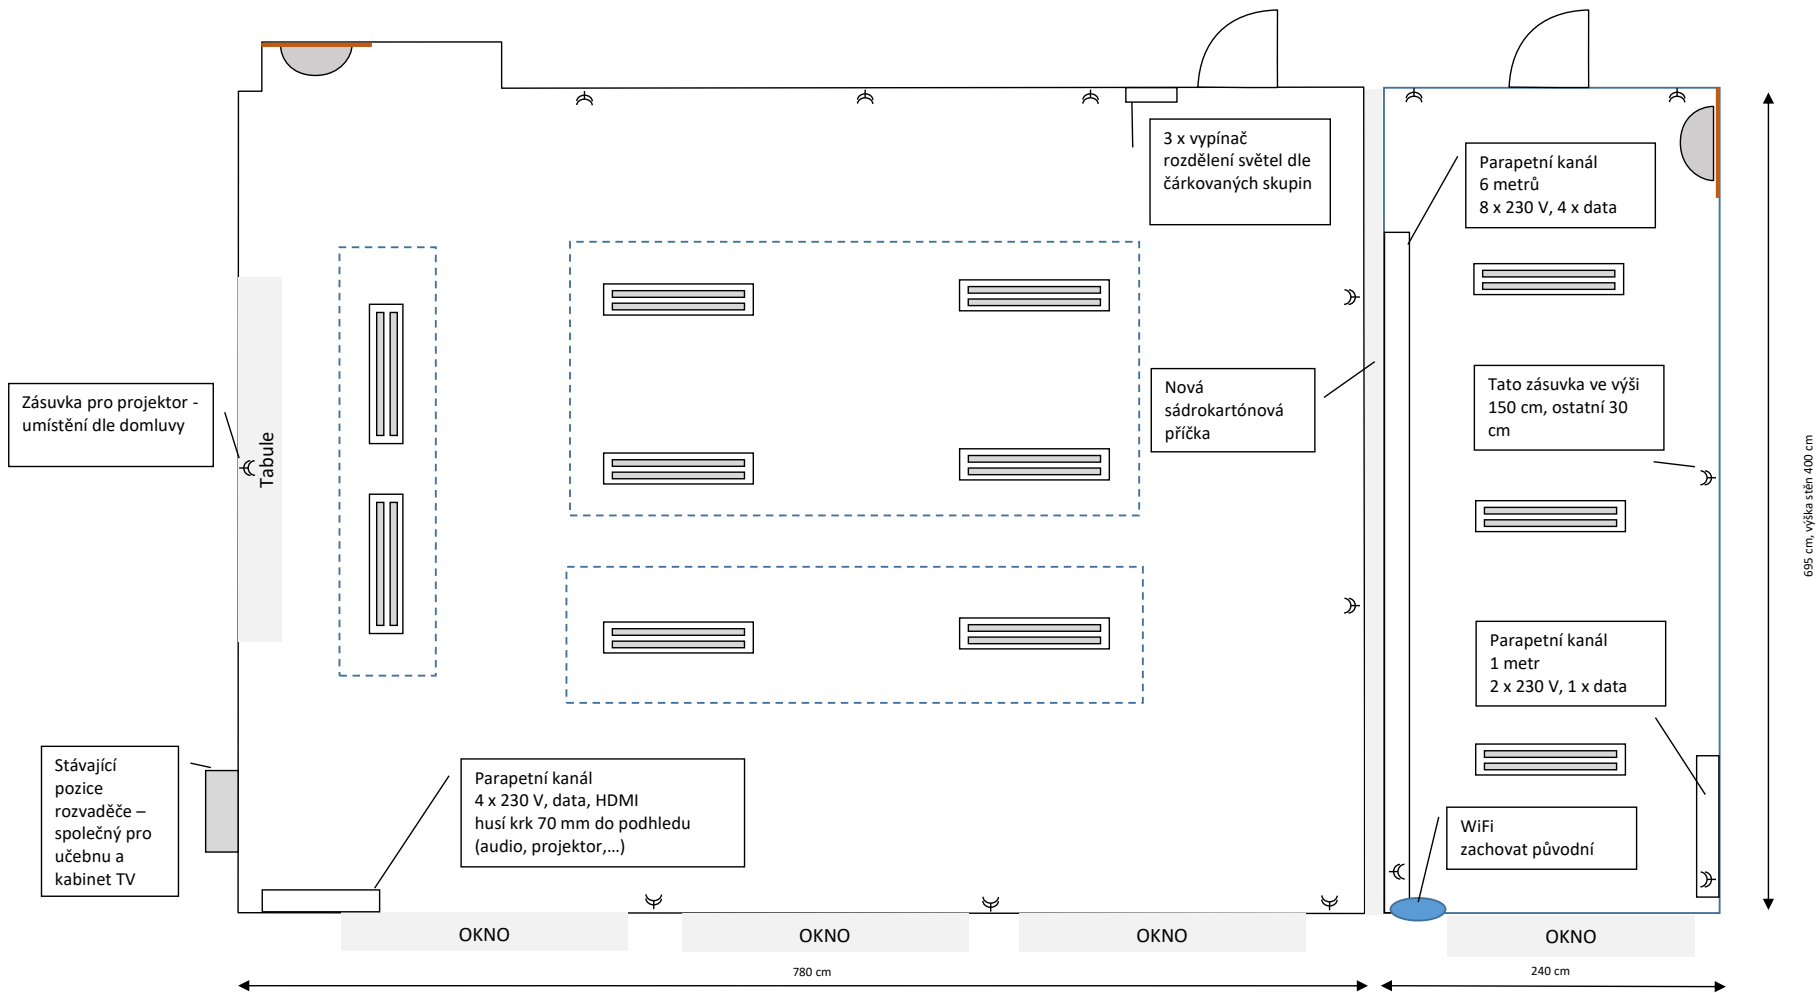 3 x vypínač
rozdělení světel dle
čárkovaných skupin
Parapetní kanál
6 metrů
8 x 230 V, 4 x data
Zásuvka pro projektor -
umístění dle domluvy
Tabule
Nová
sádrokartónová
příčka
Tato zásuvka ve výši
150 cm, ostatní 30
cm
695 cm, výška stěn 400 cm
Parapetní kanál
1 metr
2 x 230 V, 1 x data
Stávající
pozice
rozvaděče –
společný pro
učebnu a
kabinet TV
Parapetní kanál
4 x 230 V, data, HDMI
husí krk 70 mm do podhledu
(audio, projektor,...)
WiFi
zachovat původní
OKNO
OKNO
OKNO
OKNO
780 cm
240 cm